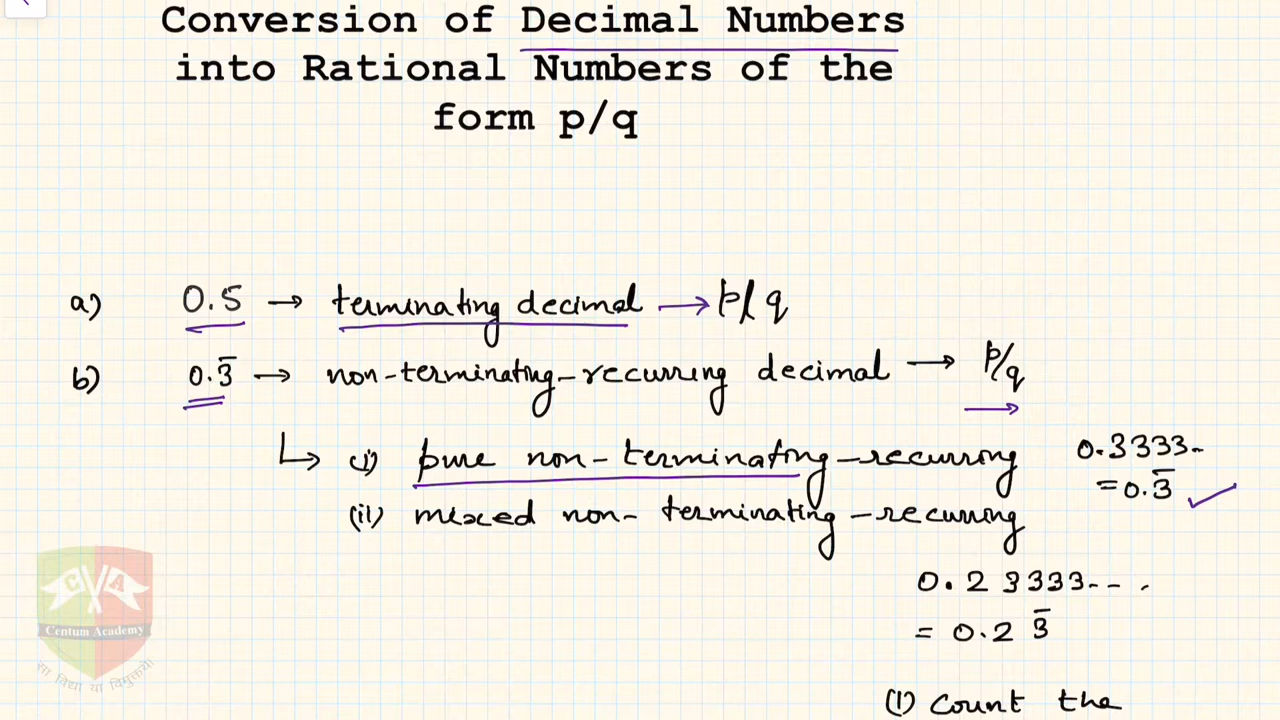 Conversion of Decimal Numbers
into Rational Numbers of the
form p/q
a) 0.5 → terminating decimal → p/q
b) 0.3̅ → non-terminating-recurring decimal → p/q
↳ (i) pure non-terminating-recurring 0.3333..
= 0.3̅ ✓
(ii) mixed non-terminating-recurring
0.23333--.
= 0.23̅
(1) Count the
C A
Centum Academy
सा विद्या या विमुक्तये